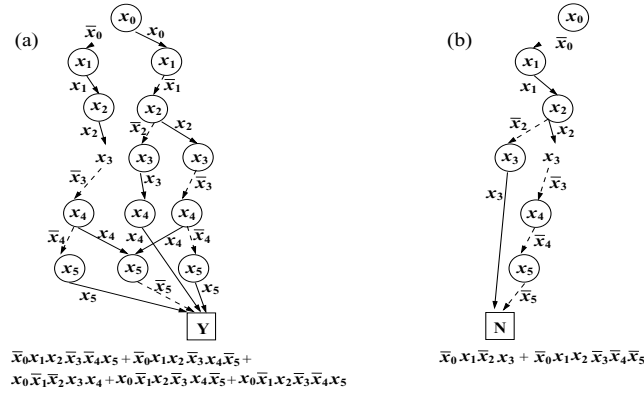 (a)
x₀
x̄₀ x₀
x₁ x₁
x₁ x̄₁
x₂ x₂
x₂ x̄₂ x₂
x₃ x₃ x₃
x̄₃ x₃ x̄₃
x₄ x₄ x₄
x̄₄ x₄ x₄ x₄ x̄₄
x₅ x₅ x₅
x₅ x̄₅ x₅
Y
x̄₀x₁x₂x̄₃x̄₄x₅ + x̄₀x₁x₂x̄₃x₄x̄₅ +
x₀x̄₁x̄₂x₃x₄ + x₀x̄₁x₂x̄₃x₄x̄₅ + x₀x̄₁x₂x̄₃x̄₄x₅
(b)
x₀
x̄₀
x₁
x₁
x₂
x̄₂ x₂
x₃ x₃
x₃ x̄₃
x₄
x̄₄
x₅
x̄₅
N
x̄₀x₁x̄₂x₃ + x̄₀x₁x₂x̄₃x̄₄x̄₅